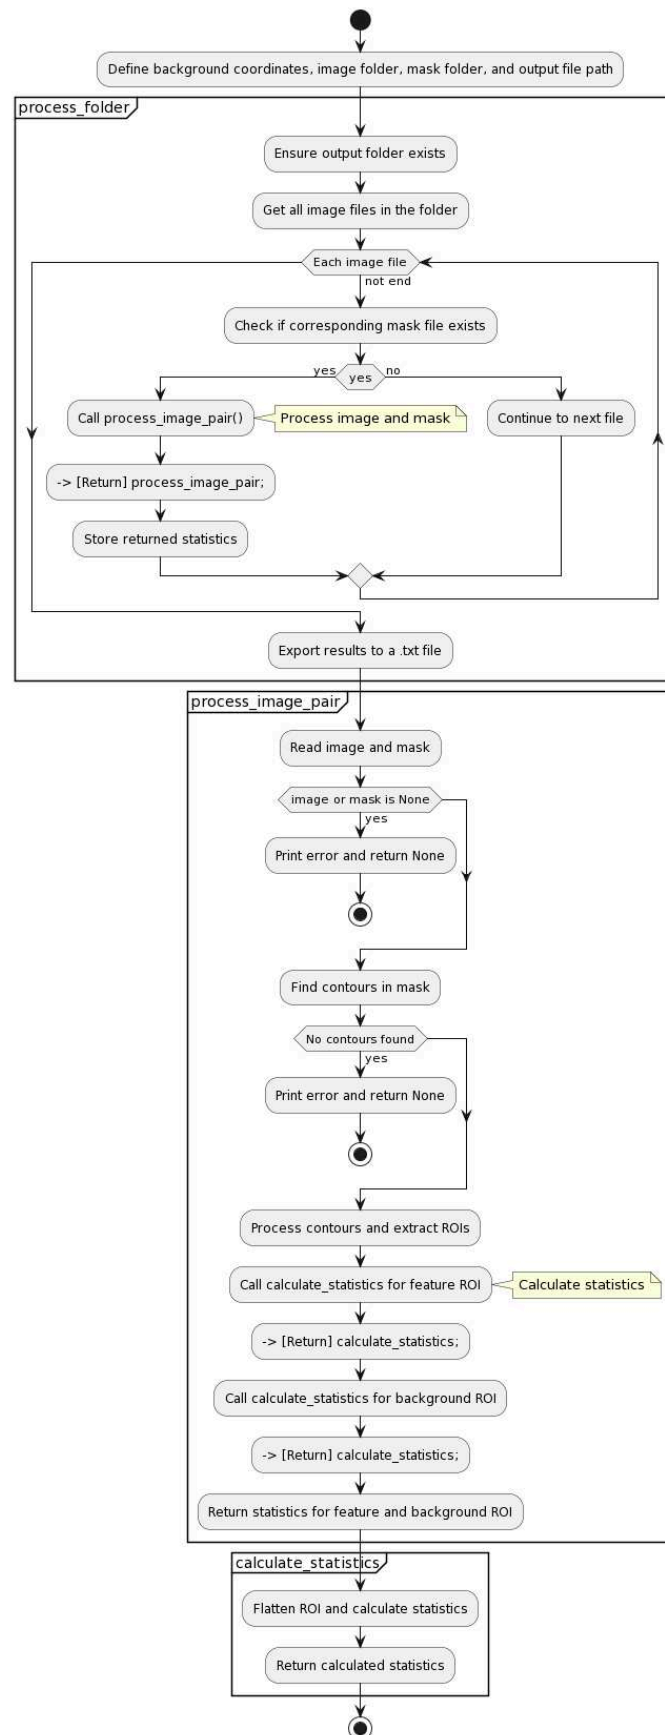 Define background coordinates, image folder, mask folder, and output file path
process_folder
Ensure output folder exists
Get all image files in the folder
Each image file
not end
Check if corresponding mask file exists
yes
yes
no
Call process_image_pair()
Process image and mask
Continue to next file
-> [Return] process_image_pair;
Store returned statistics
Export results to a .txt file
process_image_pair
Read image and mask
image or mask is None
yes
Print error and return None
Find contours in mask
No contours found
yes
Print error and return None
Process contours and extract ROIs
Call calculate_statistics for feature ROI
Calculate statistics
-> [Return] calculate_statistics;
Call calculate_statistics for background ROI
-> [Return] calculate_statistics;
Return statistics for feature and background ROI
calculate_statistics
Flatten ROI and calculate statistics
Return calculated statistics